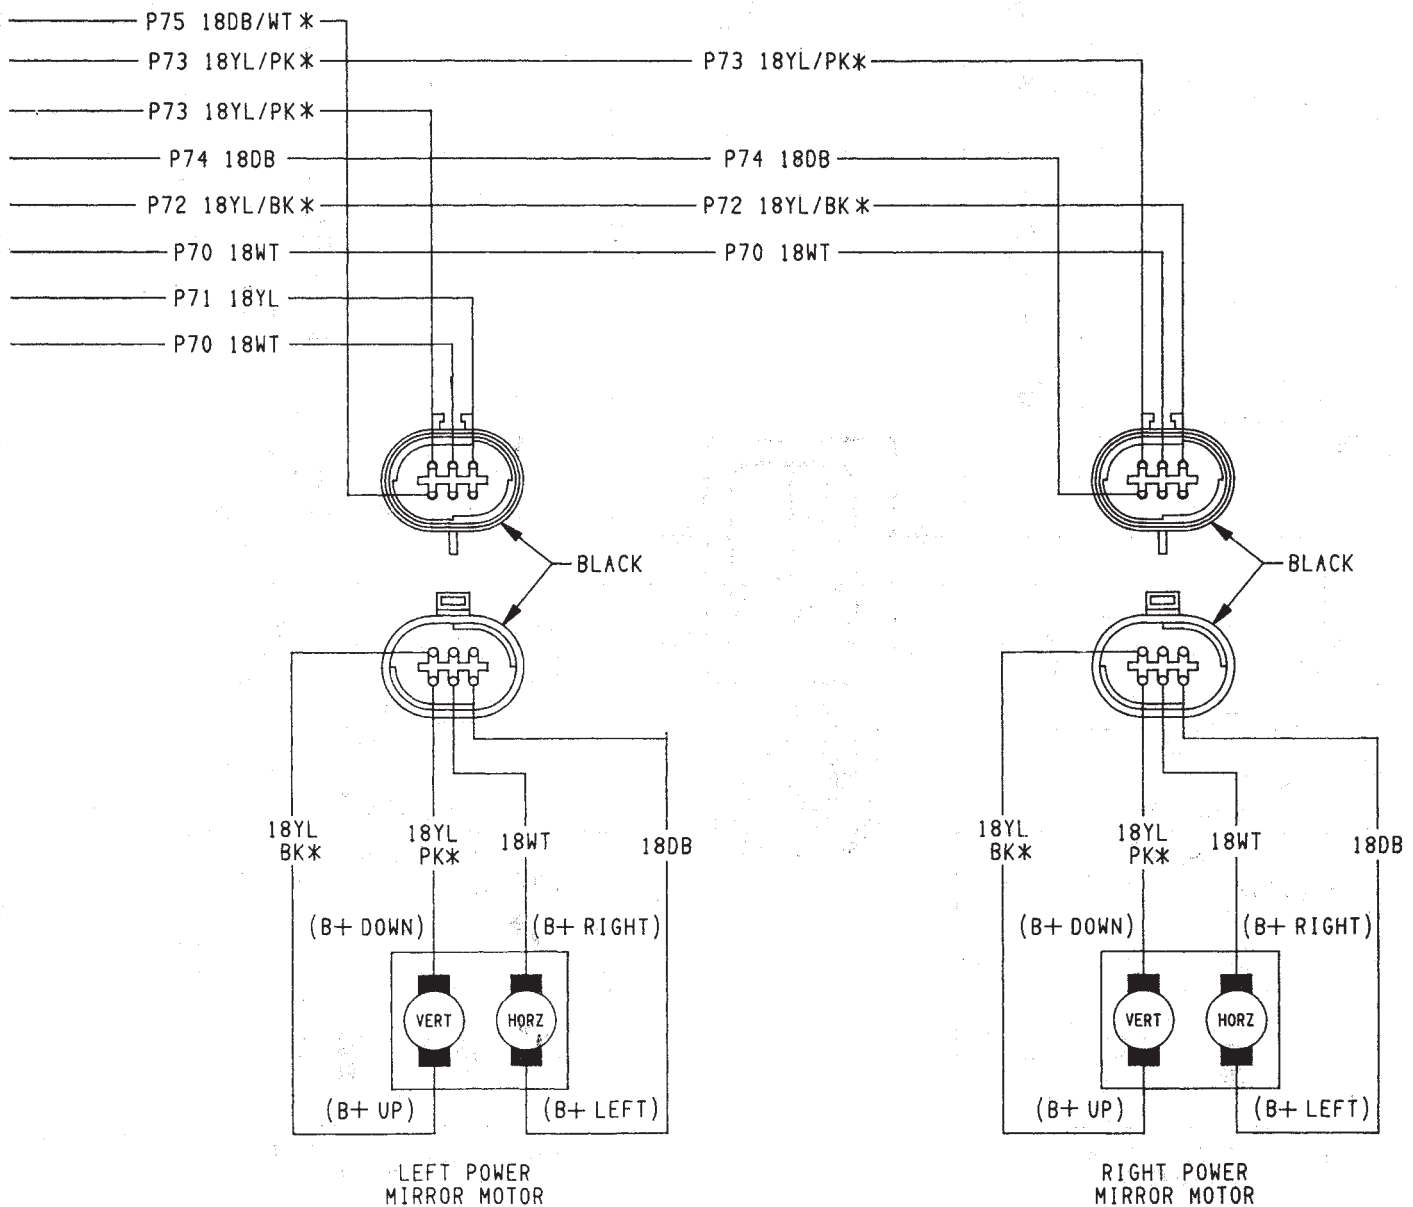 P75 18DB/WT*
P73 18YL/PK* P73 18YL/PK*
P73 18YL/PK*
P74 18DB P74 18DB
P72 18YL/BK* P72 18YL/BK*
P70 18WT P70 18WT
P71 18YL
P70 18WT
BLACK BLACK
18YL BK* 18YL PK* 18WT 18DB
18YL BK* 18YL PK* 18WT 18DB
(B+ DOWN) (B+ RIGHT) (B+ DOWN) (B+ RIGHT)
VERT HORZ VERT HORZ
(B+ UP) (B+ LEFT) (B+ UP) (B+ LEFT)
LEFT POWER
MIRROR MOTOR
RIGHT POWER
MIRROR MOTOR